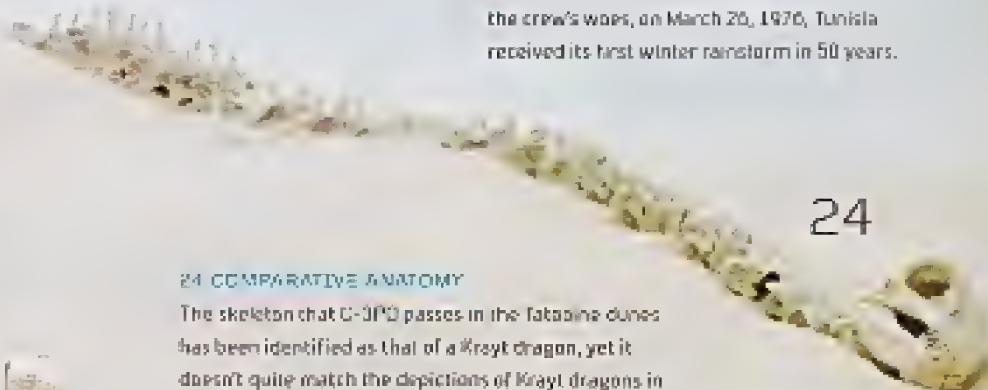 the crew's woes, on March 26, 1976, Tunisia
received its first winter rainstorm in 50 years.
24
24 COMPARATIVE ANATOMY
The skeleton that C-3PO passes in the Tatooine dunes
has been identified as that of a Krayt dragon, yet it
doesn't quite match the depictions of Krayt dragons in